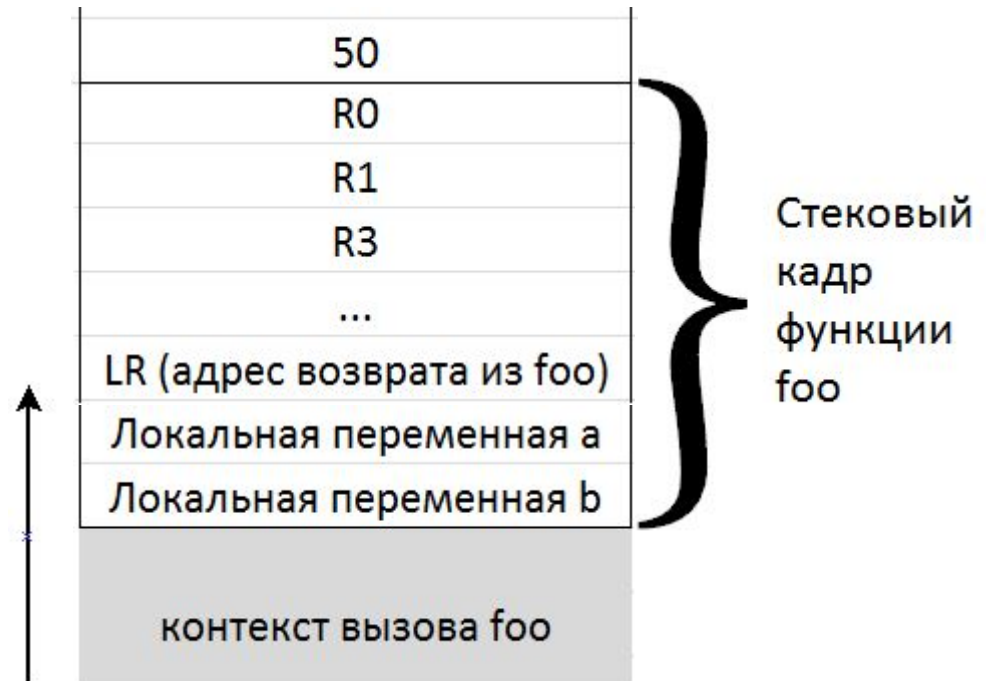 50
R0
R1
R3
...
LR (адрес возврата из foo)
Локальная переменная a
Локальная переменная b
контекст вызова foo
Стековый
кадр
функции
foo